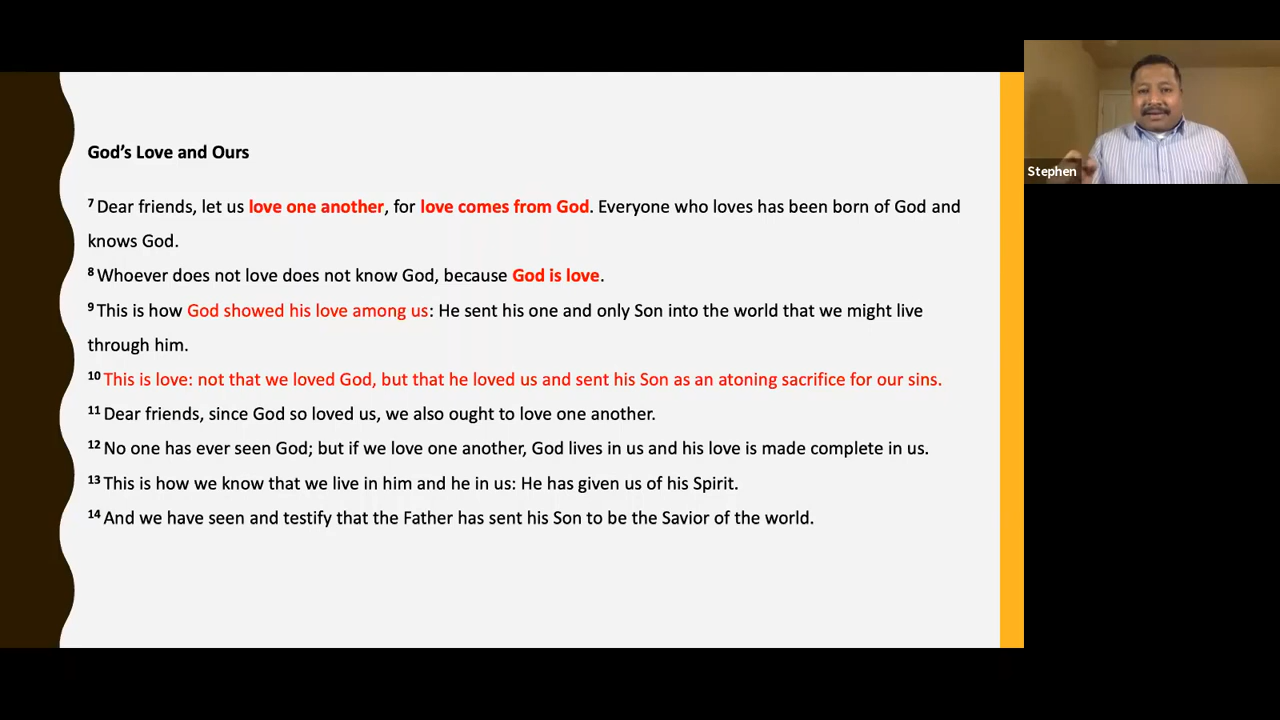 God’s Love and Ours
7 Dear friends, let us love one another, for love comes from God. Everyone who loves has been born of God and
knows God.
8 Whoever does not love does not know God, because God is love.
9 This is how God showed his love among us: He sent his one and only Son into the world that we might live
through him.
10 This is love: not that we loved God, but that he loved us and sent his Son as an atoning sacrifice for our sins.
11 Dear friends, since God so loved us, we also ought to love one another.
12 No one has ever seen God; but if we love one another, God lives in us and his love is made complete in us.
13 This is how we know that we live in him and he in us: He has given us of his Spirit.
14 And we have seen and testify that the Father has sent his Son to be the Savior of the world.
Stephen